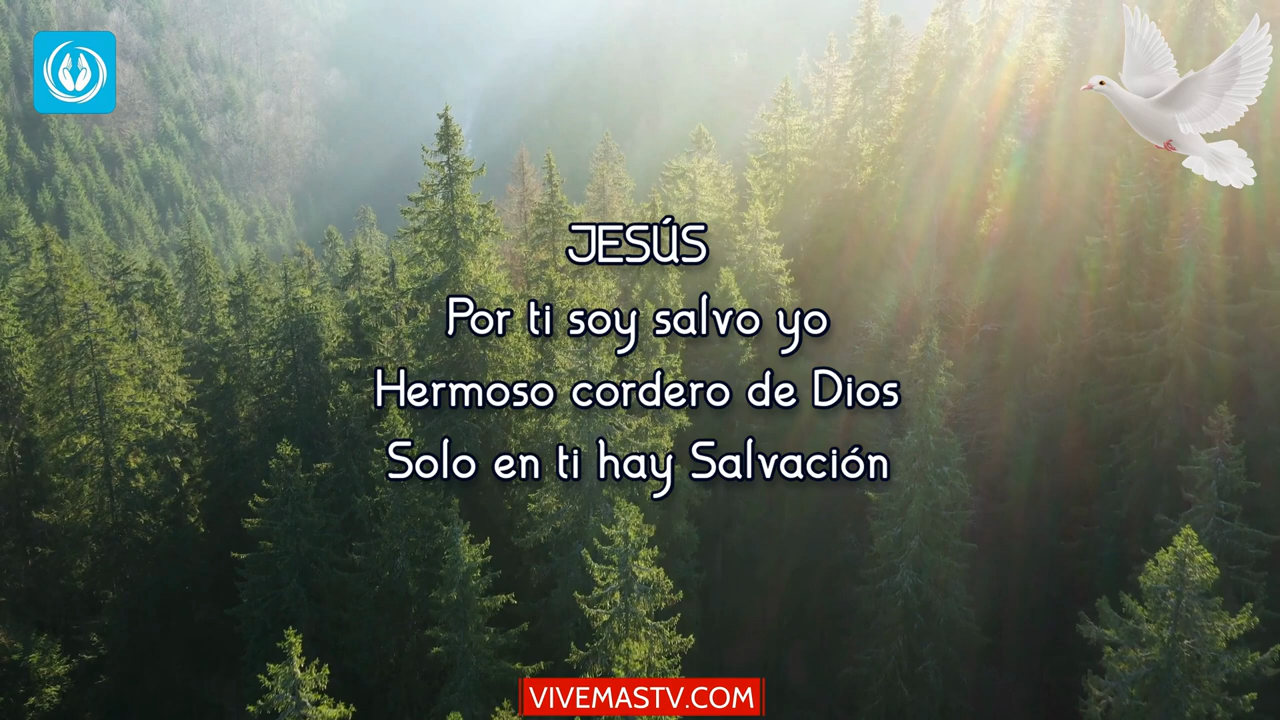 JESÚS
Por ti soy salvo yo
Hermoso cordero de Dios
Solo en ti hay Salvación
VIVEMASTV.COM